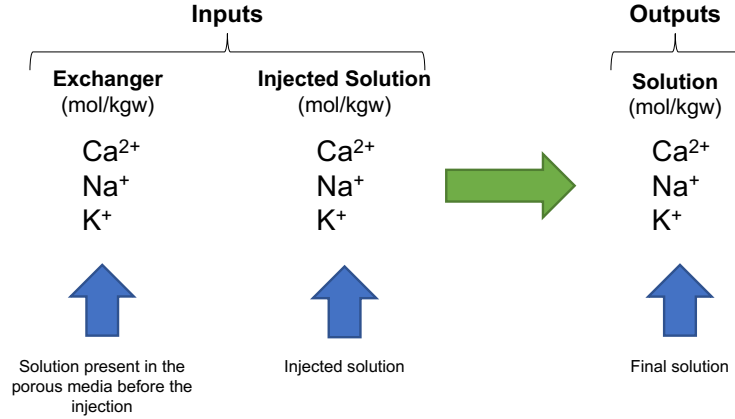 Inputs
Outputs
Exchanger
(mol/kgw)
Ca²⁺
Na⁺
K⁺
Injected Solution
(mol/kgw)
Ca²⁺
Na⁺
K⁺
Solution
(mol/kgw)
Ca²⁺
Na⁺
K⁺
Solution present in the
porous media before the
injection
Injected solution
Final solution